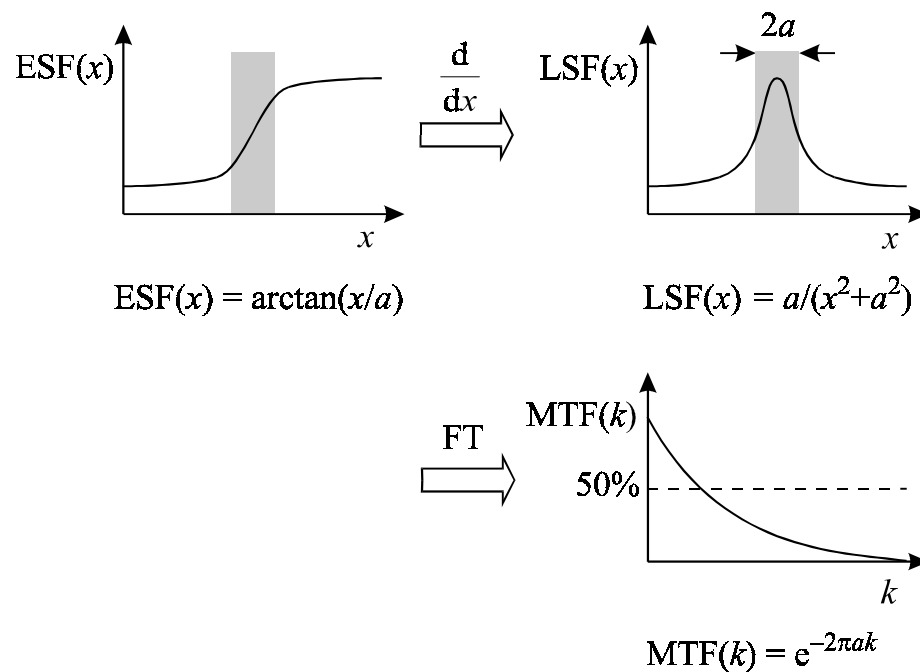 ESF(x)
x
ESF(x) = arctan(x/a)
d
dx
2a
LSF(x)
x
LSF(x) = a/(x²+a²)
FT
MTF(k)
50%
k
MTF(k) = e⁻²πak